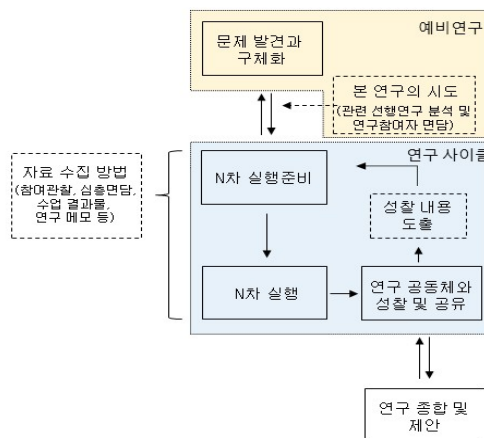 예비연구
문제 발견과
구체화
본 연구의 시도
(관련 선행연구 분석 및
연구참여자 면담)
연구 사이클
자료 수집 방법
(참여관찰, 심층면담,
수업 결과물,
연구 메모 등)
N차 실행준비
성찰 내용
도출
N차 실행
연구 공동체와
성찰 및 공유
연구 종합 및
제안